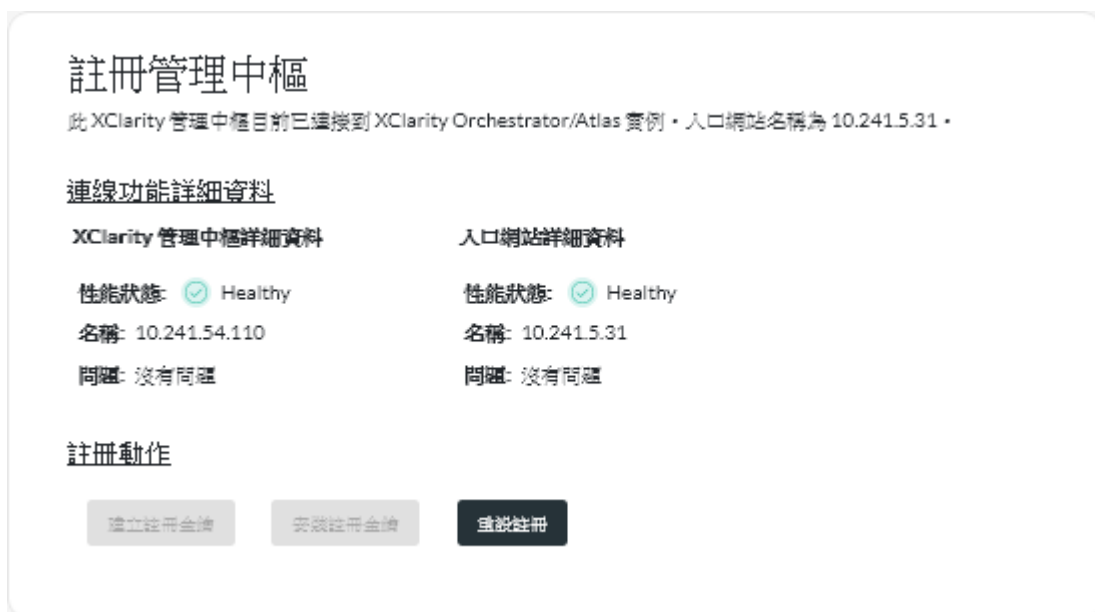 註冊管理中樞
此 XClarity 管理中樞目前已連接到 XClarity Orchestrator/Atlas 實例，入口網站名稱為 10.241.5.31。
連線功能詳細資料
XClarity 管理中樞詳細資料 入口網站詳細資料
性能狀態: Healthy 性能狀態: Healthy
名稱: 10.241.54.110 名稱: 10.241.5.31
問題: 沒有問題 問題: 沒有問題
註冊動作
建立註冊金鑰 安裝註冊金鑰 重設註冊